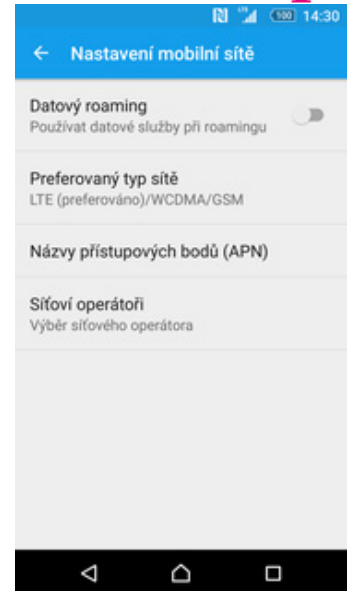 100 14:30
Nastavení mobilní sítě
Datový roaming
Používat datové služby při roamingu
Preferovaný typ sítě
LTE (preferováno)/WCDMA/GSM
Názvy přístupových bodů (APN)
Síťoví operátoři
Výběr síťového operátora